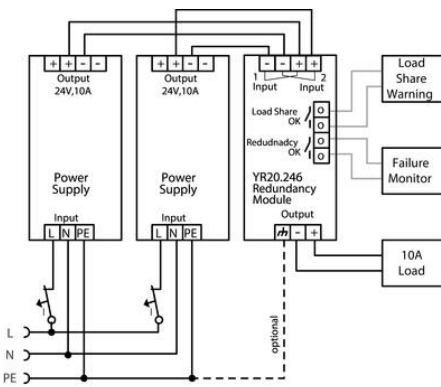 + + - -
Output
24V,10A
Power
Supply
Input
L N PE
+ + - -
Output
24V,10A
Power
Supply
Input
L N PE
- - + +
1 2
Input Input
Load Share
OK
Redudnadcy
OK
YR20.246
Redundancy
Module
Output
- +
Load
Share
Warning
Failure
Monitor
10A
Load
I
I
L
N
PE
optional